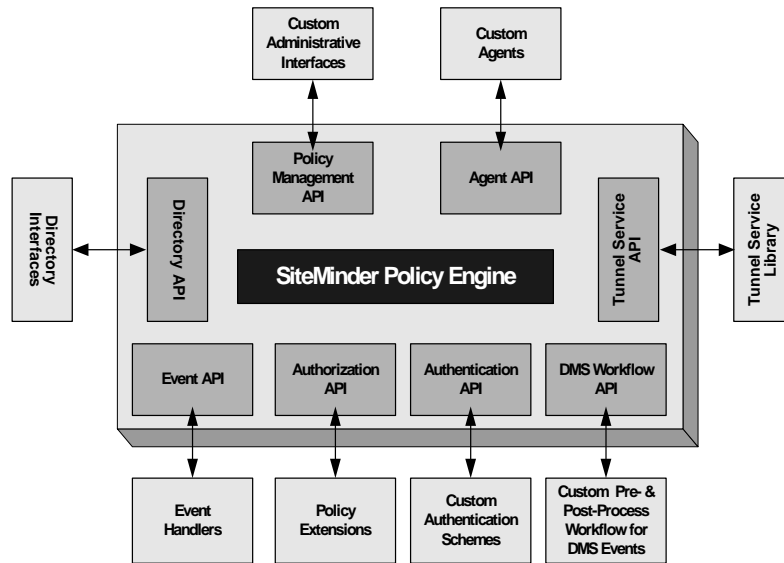 Custom
Administrative
Interfaces
Custom
Agents
Policy
Management
API
Agent API
Directory
Interfaces
Directory API
SiteMinder Policy Engine
Tunnel Service
API
Tunnel Service
Library
Event API
Authorization
API
Authentication
API
DMS Workflow
API
Event
Handlers
Policy
Extensions
Custom
Authentication
Schemes
Custom Pre- &
Post-Process
Workflow for
DMS Events